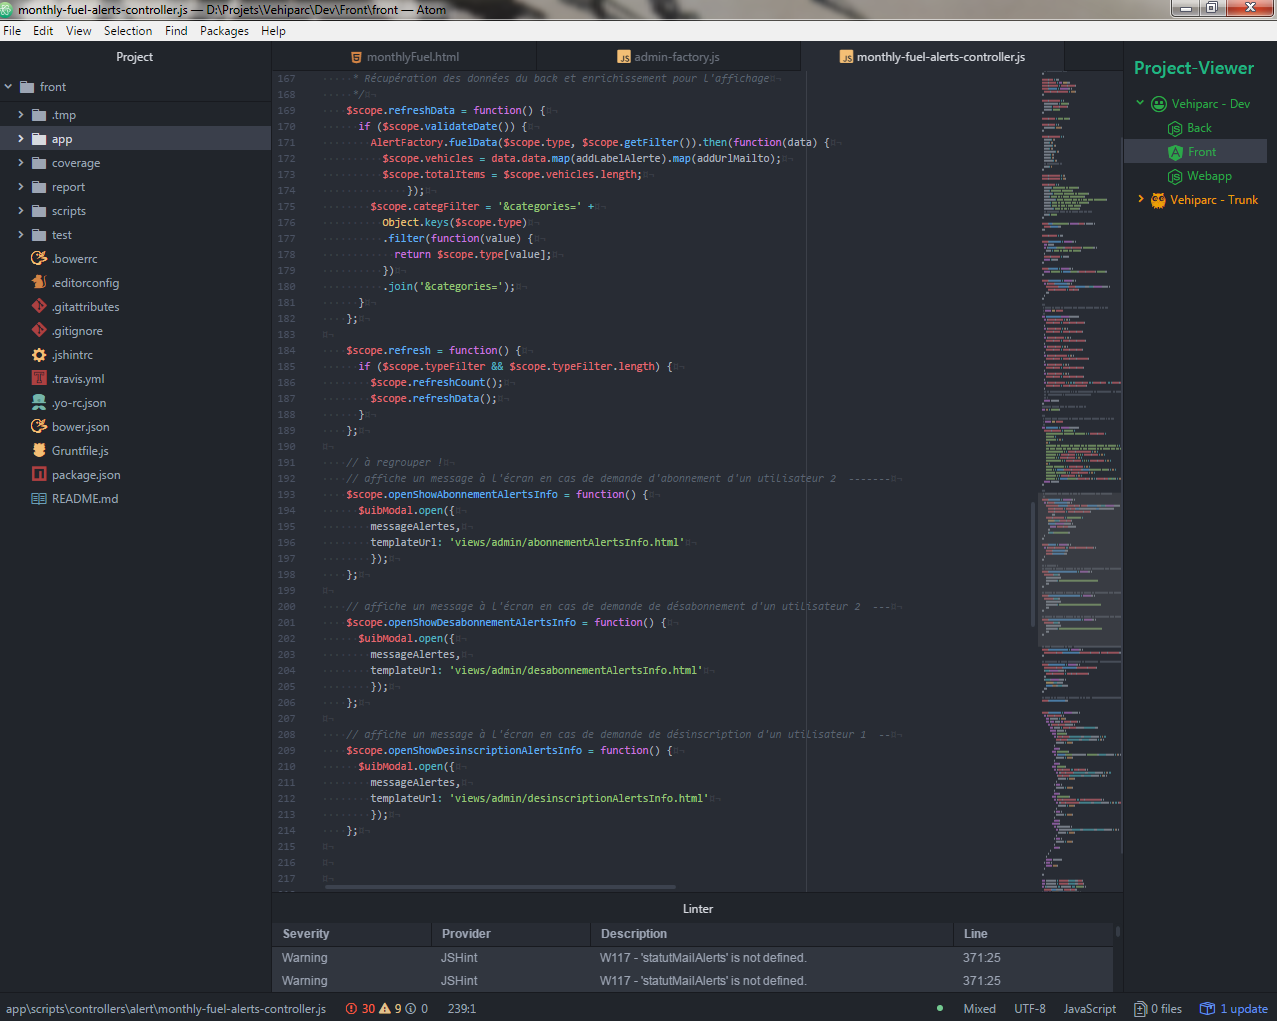 monthly-fuel-alerts-controller.js — D:\Projets\Vehiparc\Dev\Front\front — Atom
File Edit View Selection Find Packages Help
Project
front
.tmp
app
coverage
report
scripts
test
.bowerrc
.editorconfig
.gitattributes
.gitignore
.jshintrc
.travis.yml
.yo-rc.json
bower.json
Gruntfile.js
package.json
README.md
monthlyFuel.html
admin-factory.js
monthly-fuel-alerts-controller.js
167 * Récupération des données du back et enrichissement pour l'affichage
168 */
169 $scope.refreshData = function() {
170 if ($scope.validateDate()) {
171 AlertFactory.fuelData($scope.type, $scope.getFilter()).then(function(data) {
172 $scope.vehicles = data.data.map(addLabelAlerte).map(addUrlMailto);
173 $scope.totalItems = $scope.vehicles.length;
174 });
175 $scope.categFilter = '&categories=' +
176 Object.keys($scope.type)
177 .filter(function(value) {
178 return $scope.type[value];
179 })
180 .join('&categories=');
181 }
182 };
183
184 $scope.refresh = function() {
185 if ($scope.typeFilter && $scope.typeFilter.length) {
186 $scope.refreshCount();
187 $scope.refreshData();
188 }
189 };
190
191 // à regrouper !
192 // affiche un message à l'écran en cas de demande d'abonnement d'un utilisateur 2 -------
193 $scope.openShowAbonnementAlertsInfo = function() {
194 $uibModal.open({
195 messageAlertes,
196 templateUrl: 'views/admin/abonnementAlertsInfo.html'
197 });
198 };
199
200 // affiche un message à l'écran en cas de demande de désabonnement d'un utilisateur 2 ---
201 $scope.openShowDesabonnementAlertsInfo = function() {
202 $uibModal.open({
203 messageAlertes,
204 templateUrl: 'views/admin/desabonnementAlertsInfo.html'
205 });
206 };
207
208 // affiche un message à l'écran en cas de demande de désinscription d'un utilisateur 1 --
209 $scope.openShowDesinscriptionAlertsInfo = function() {
210 $uibModal.open({
211 messageAlertes,
212 templateUrl: 'views/admin/desinscriptionAlertsInfo.html'
213 });
214 };
215
216
217
Project-Viewer
Vehiparc - Dev
Back
Front
Webapp
Vehiparc - Trunk
Linter
Severity Provider Description Line
Warning JSHint W117 - 'statutMailAlerts' is not defined. 371:25
Warning JSHint W117 - 'statutMailAlerts' is not defined. 371:25
app\scripts\controllers\alert\monthly-fuel-alerts-controller.js 30 9 0 239:1 Mixed UTF-8 JavaScript 0 files 1 update